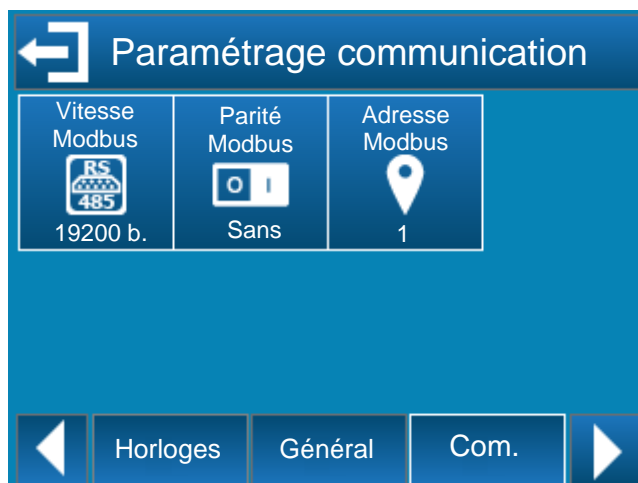 Paramétrage communication
Vitesse
Modbus
RS
485
19200 b.
Parité
Modbus
O I
Sans
Adresse
Modbus
1
Horloges
Général
Com.